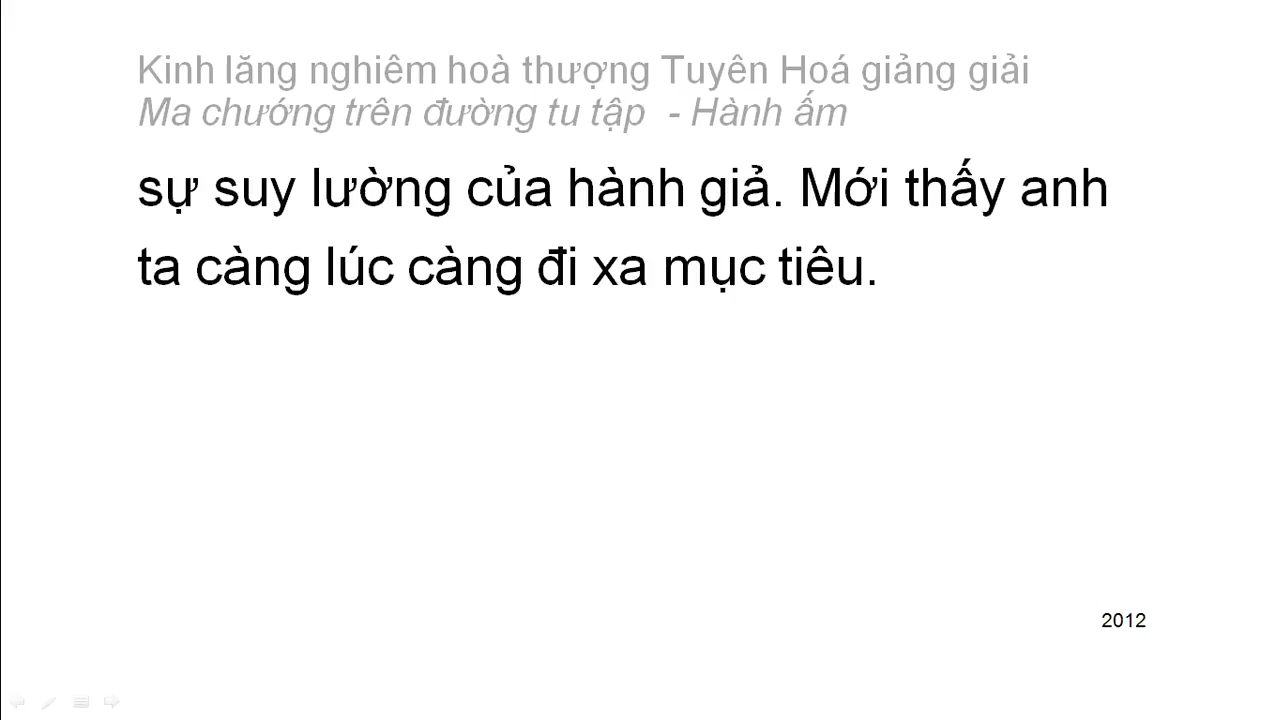 Kinh lăng nghiêm hoà thượng Tuyên Hoá giảng giải
Ma chướng trên đường tu tập - Hành ấm
sự suy lường của hành giả. Mới thấy anh
ta càng lúc càng đi xa mục tiêu.
2012